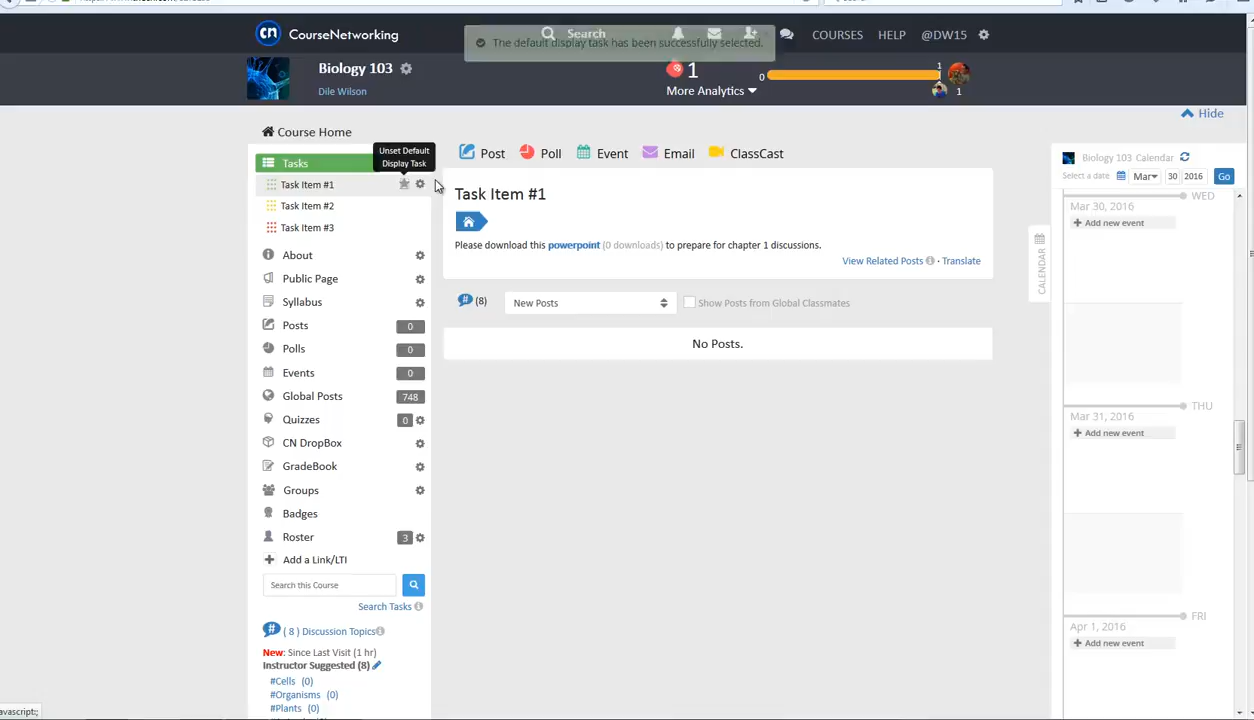 CN CourseNetworking
Search
The default display task has been successfully selected.
COURSES HELP @DW15
Biology 103
Dile Wilson
1
More Analytics
0
1
1
Hide
Course Home
Tasks
Unset Default
Display Task
Task Item #1
Task Item #2
Task Item #3
About
Public Page
Syllabus
Posts 0
Polls 0
Events 0
Global Posts 748
Quizzes 0
CN DropBox
GradeBook
Groups
Badges
Roster 3
Add a Link/LTI
Search this Course
Search Tasks
( 8 ) Discussion Topics
New: Since Last Visit (1 hr)
Instructor Suggested (8)
#Cells (0)
#Organisms (0)
#Plants (0)
Post Poll Event Email ClassCast
Task Item #1
Please download this powerpoint (0 downloads) to prepare for chapter 1 discussions.
View Related Posts · Translate
# (8) New Posts Show Posts from Global Classmates
No Posts.
CALENDAR
Biology 103 Calendar
Select a date Mar 30 2016 Go
WED
Mar 30, 2016
Add new event
THU
Mar 31, 2016
Add new event
FRI
Apr 1, 2016
Add new event
avascript:;